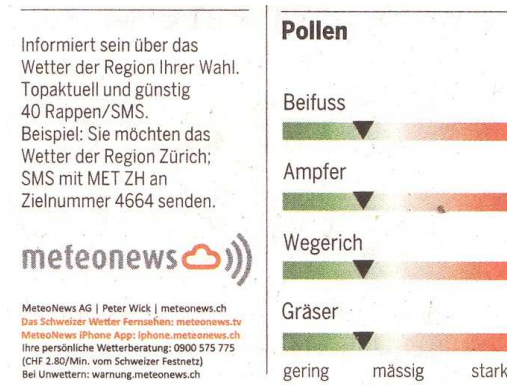 Informiert sein über das
Wetter der Region Ihrer Wahl.
Topaktuell und günstig
40 Rappen/SMS.
Beispiel: Sie möchten das
Wetter der Region Zürich;
SMS mit MET ZH an
Zielnummer 4664 senden.
meteonews
MeteoNews AG | Peter Wick | meteonews.ch
Das Schweizer Wetter Fernsehen: meteonews.tv
MeteoNews iPhone App: iphone.meteonews.ch
Ihre persönliche Wetterberatung: 0900 575 775
(CHF 2.80/Min. vom Schweizer Festnetz)
Bei Unwettern: warnung.meteonews.ch
Pollen
Beifuss
Ampfer
Wegerich
Gräser
gering mässig stark